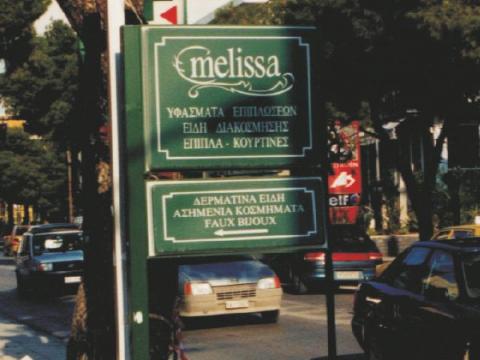 melissa
ΥΦΑΣΜΑΤΑ ΕΠΙΠΛΩΣΕΩΝ
ΕΙΔΗ ΔΙΑΚΟΣΜΗΣΗΣ
ΕΠΙΠΛΑ - ΚΟΥΡΤΙΝΕΣ
ΔΕΡΜΑΤΙΝΑ ΕΙΔΗ
ΑΣΗΜΕΝΙΑ ΚΟΣΜΗΜΑΤΑ
FAUX BIJOUX
elf